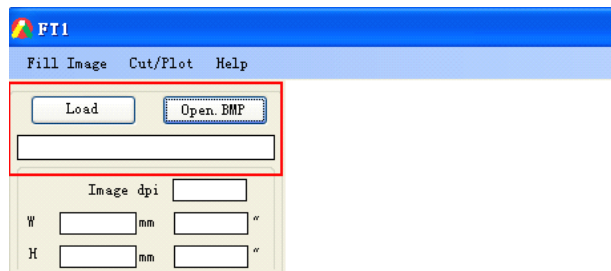 FT1
Fill Image Cut/Plot Help
Load Open.BMP
Image dpi
W mm "
H mm "